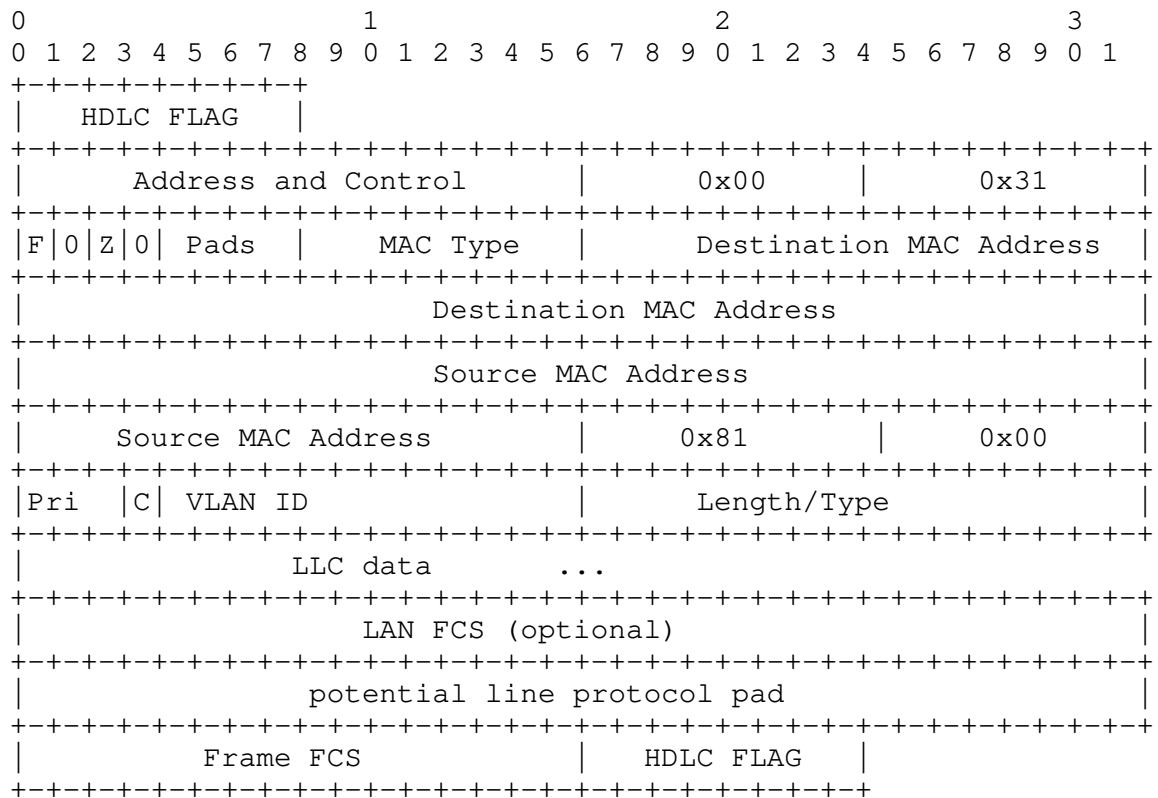 0                   1                   2                   3
0 1 2 3 4 5 6 7 8 9 0 1 2 3 4 5 6 7 8 9 0 1 2 3 4 5 6 7 8 9 0 1
+-+-+-+-+-+-+-+-+
|   HDLC FLAG   |
+-+-+-+-+-+-+-+-+-+-+-+-+-+-+-+-+-+-+-+-+-+-+-+-+-+-+-+-+-+-+-+-+
|      Address and Control      |      0x00     |      0x31     |
+-+-+-+-+-+-+-+-+-+-+-+-+-+-+-+-+-+-+-+-+-+-+-+-+-+-+-+-+-+-+-+-+
|F|0|Z|0| Pads  |    MAC Type   |      Destination MAC Address  |
+-+-+-+-+-+-+-+-+-+-+-+-+-+-+-+-+-+-+-+-+-+-+-+-+-+-+-+-+-+-+-+-+
|                       Destination MAC Address                 |
+-+-+-+-+-+-+-+-+-+-+-+-+-+-+-+-+-+-+-+-+-+-+-+-+-+-+-+-+-+-+-+-+
|                       Source MAC Address                      |
+-+-+-+-+-+-+-+-+-+-+-+-+-+-+-+-+-+-+-+-+-+-+-+-+-+-+-+-+-+-+-+-+
|     Source MAC Address        |     0x81       |     0x00     |
+-+-+-+-+-+-+-+-+-+-+-+-+-+-+-+-+-+-+-+-+-+-+-+-+-+-+-+-+-+-+-+-+
|Pri  |C| VLAN ID               |      Length/Type              |
+-+-+-+-+-+-+-+-+-+-+-+-+-+-+-+-+-+-+-+-+-+-+-+-+-+-+-+-+-+-+-+-+
|               LLC data       ...
+-+-+-+-+-+-+-+-+-+-+-+-+-+-+-+-+-+-+-+-+-+-+-+-+-+-+-+-+-+-+-+-+
|                   LAN FCS (optional)                          |
+-+-+-+-+-+-+-+-+-+-+-+-+-+-+-+-+-+-+-+-+-+-+-+-+-+-+-+-+-+-+-+-+
|                potential line protocol pad                    |
+-+-+-+-+-+-+-+-+-+-+-+-+-+-+-+-+-+-+-+-+-+-+-+-+-+-+-+-+-+-+-+-+
|          Frame FCS            |   HDLC FLAG   |
+-+-+-+-+-+-+-+-+-+-+-+-+-+-+-+-+-+-+-+-+-+-+-+-+